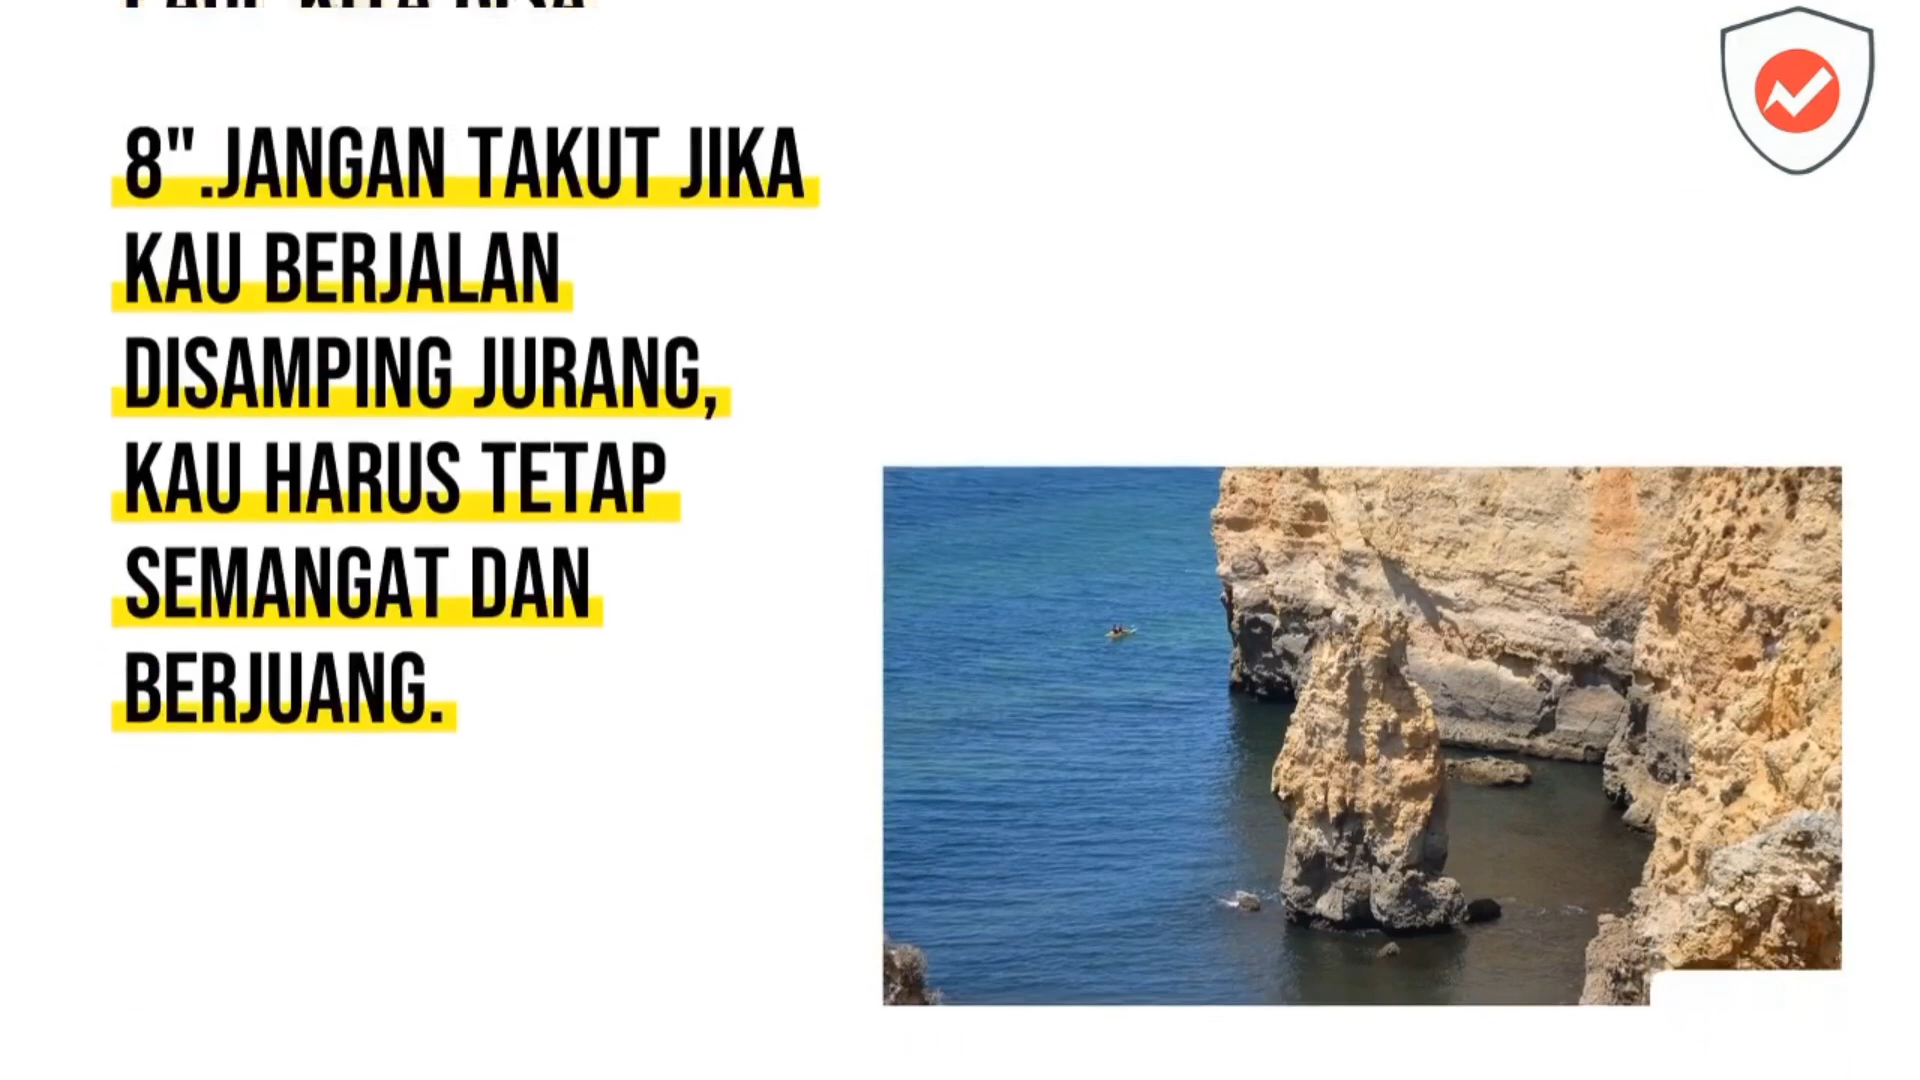 8".JANGAN TAKUT JIKA
KAU BERJALAN
DISAMPING JURANG,
KAU HARUS TETAP
SEMANGAT DAN
BERJUANG.